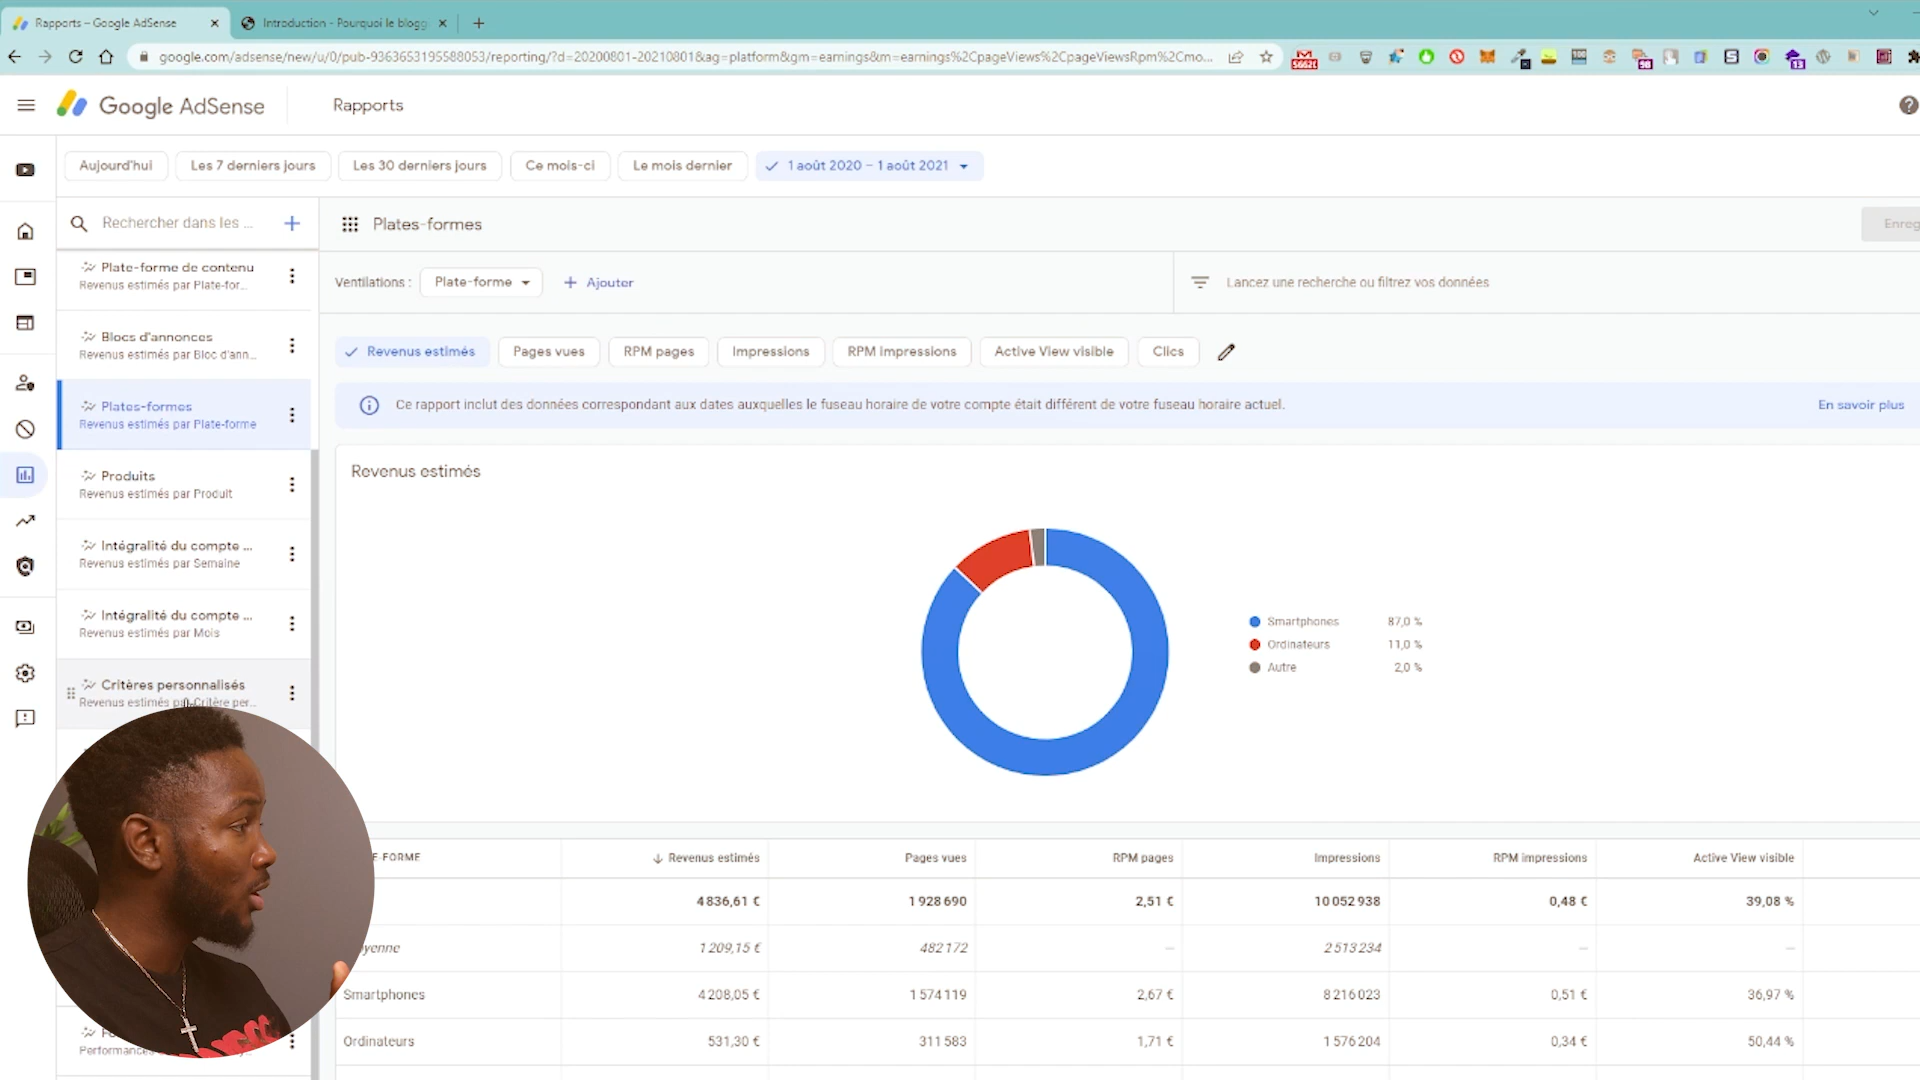 Rapports – Google AdSense
Introduction - Pourquoi le blogg
google.com/adsense/new/u/0/pub-9363653195588053/reporting/?d=20200801-20210801&ag=platform&gm=earnings&m=earnings%2CpageViews%2CpageViewsRpm%2Cmo...
Google AdSense
Rapports
Aujourd'hui
Les 7 derniers jours
Les 30 derniers jours
Ce mois-ci
Le mois dernier
1 août 2020 – 1 août 2021
Rechercher dans les ...
Plates-formes
Enreg
Plate-forme de contenu
Revenus estimés par Plate-for...
Ventilations :
Plate-forme
Ajouter
Lancez une recherche ou filtrez vos données
Blocs d'annonces
Revenus estimés par Bloc d'ann...
Revenus estimés
Pages vues
RPM pages
Impressions
RPM impressions
Active View visible
Clics
Plates-formes
Revenus estimés par Plate-forme
Ce rapport inclut des données correspondant aux dates auxquelles le fuseau horaire de votre compte était différent de votre fuseau horaire actuel.
En savoir plus
Produits
Revenus estimés par Produit
Revenus estimés
Intégralité du compte ...
Revenus estimés par Semaine
Intégralité du compte ...
Revenus estimés par Mois
Critères personnalisés
Revenus estimés par Critère per...
Smartphones 87,0 %
Ordinateurs 11,0 %
Autre 2,0 %
E-FORME
Revenus estimés
Pages vues
RPM pages
Impressions
RPM impressions
Active View visible
4 836,61 € 1 928 690 2,51 € 10 052 938 0,48 € 39,08 %
yenne 1 209,15 € 482 172 — 2 513 234 — —
Smartphones 4 208,05 € 1 574 119 2,67 € 8 216 023 0,51 € 36,97 %
Ordinateurs 531,30 € 311 583 1,71 € 1 576 204 0,34 € 50,44 %
Performances